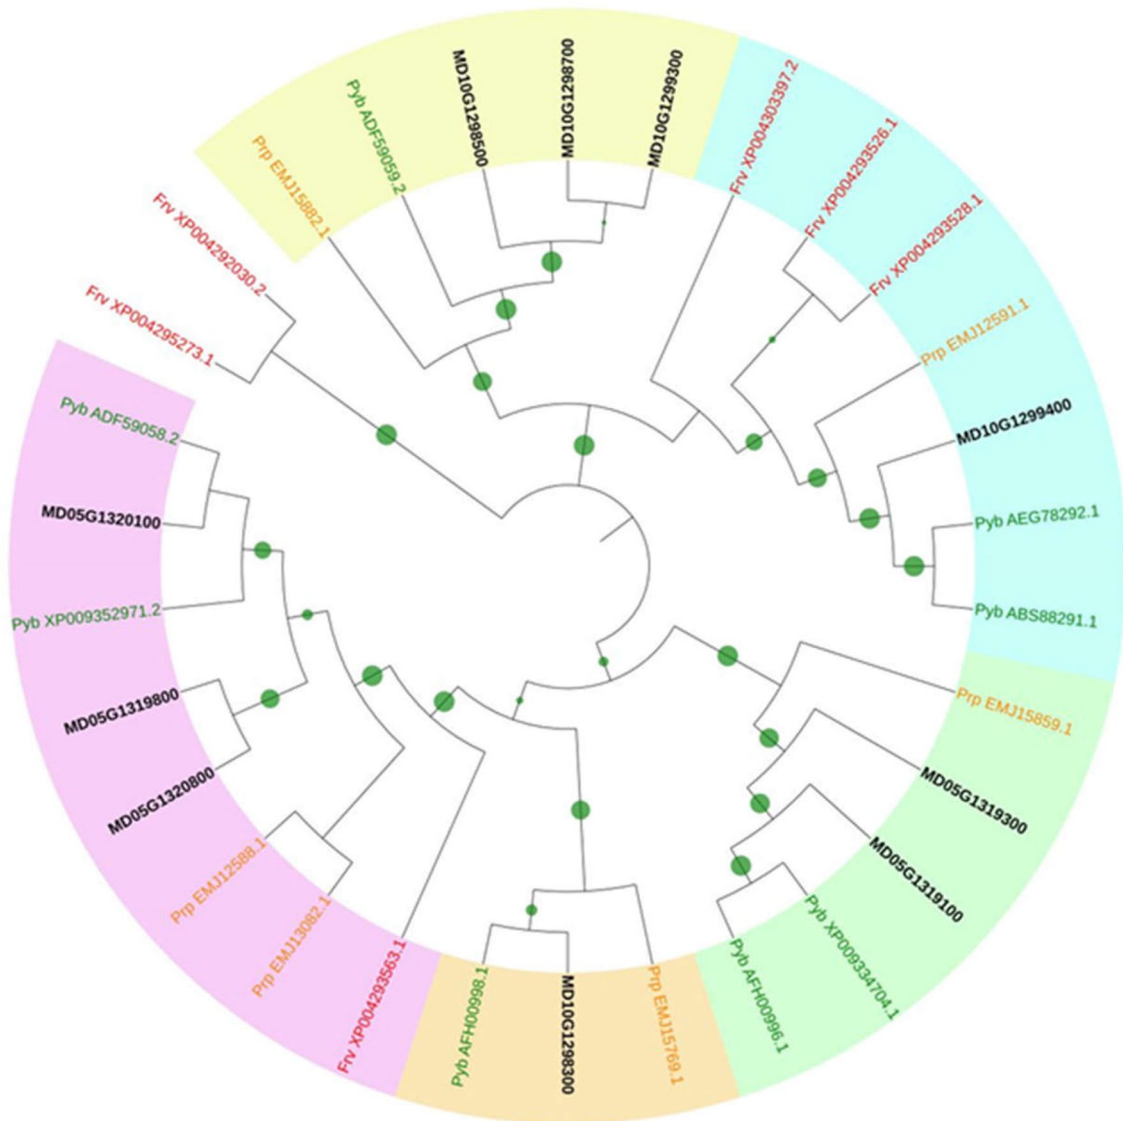 Prp EMJ15882.1
Pyb ADF59059.2
MD10G1298500
MD10G1298700
MD10G1299300
Frv XP004303397.2
Frv XP004293526.1
Frv XP004293528.1
Prp EMJ12591.1
MD10G1299400
Pyb AEG78292.1
Pyb ABS88291.1
Prp EMJ15859.1
MD05G1319300
MD05G1319100
Pyb XP009334704.1
Pyb AFH00996.1
Prp EMJ15769.1
MD10G1298300
Pyb AFH00998.1
Frv XP004293563.1
Prp EMJ13082.1
Prp EMJ12588.1
MD05G1320800
MD05G1319800
Pyb XP009352971.2
MD05G1320100
Pyb ADF59058.2
Frv XP004295273.1
Frv XP004292030.2